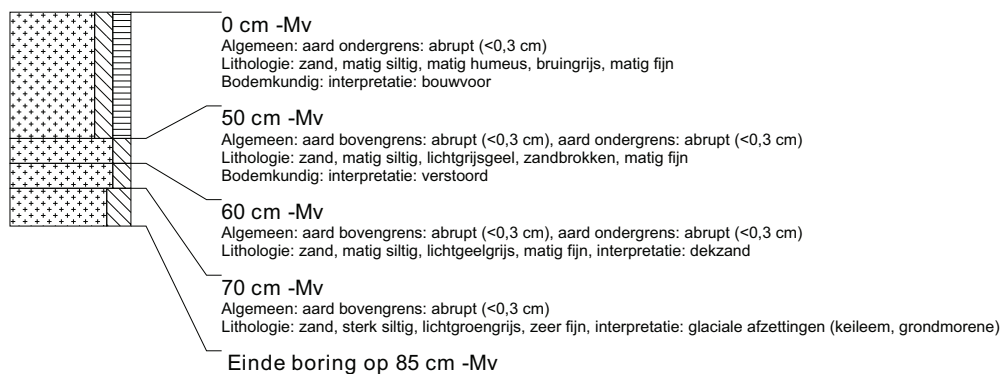 0 cm -Mv
Algemeen: aard ondergrens: abrupt (<0,3 cm)
Lithologie: zand, matig siltig, matig humeus, bruingrijs, matig fijn
Bodemkundig: interpretatie: bouwvoor
50 cm -Mv
Algemeen: aard bovengrens: abrupt (<0,3 cm), aard ondergrens: abrupt (<0,3 cm)
Lithologie: zand, matig siltig, lichtgrijsgeel, zandbrokken, matig fijn
Bodemkundig: interpretatie: verstoord
60 cm -Mv
Algemeen: aard bovengrens: abrupt (<0,3 cm), aard ondergrens: abrupt (<0,3 cm)
Lithologie: zand, matig siltig, lichtgeelgrijs, matig fijn, interpretatie: dekzand
70 cm -Mv
Algemeen: aard bovengrens: abrupt (<0,3 cm)
Lithologie: zand, sterk siltig, lichtgroengrijs, zeer fijn, interpretatie: glaciale afzettingen (keileem, grondmorene)
Einde boring op 85 cm -Mv